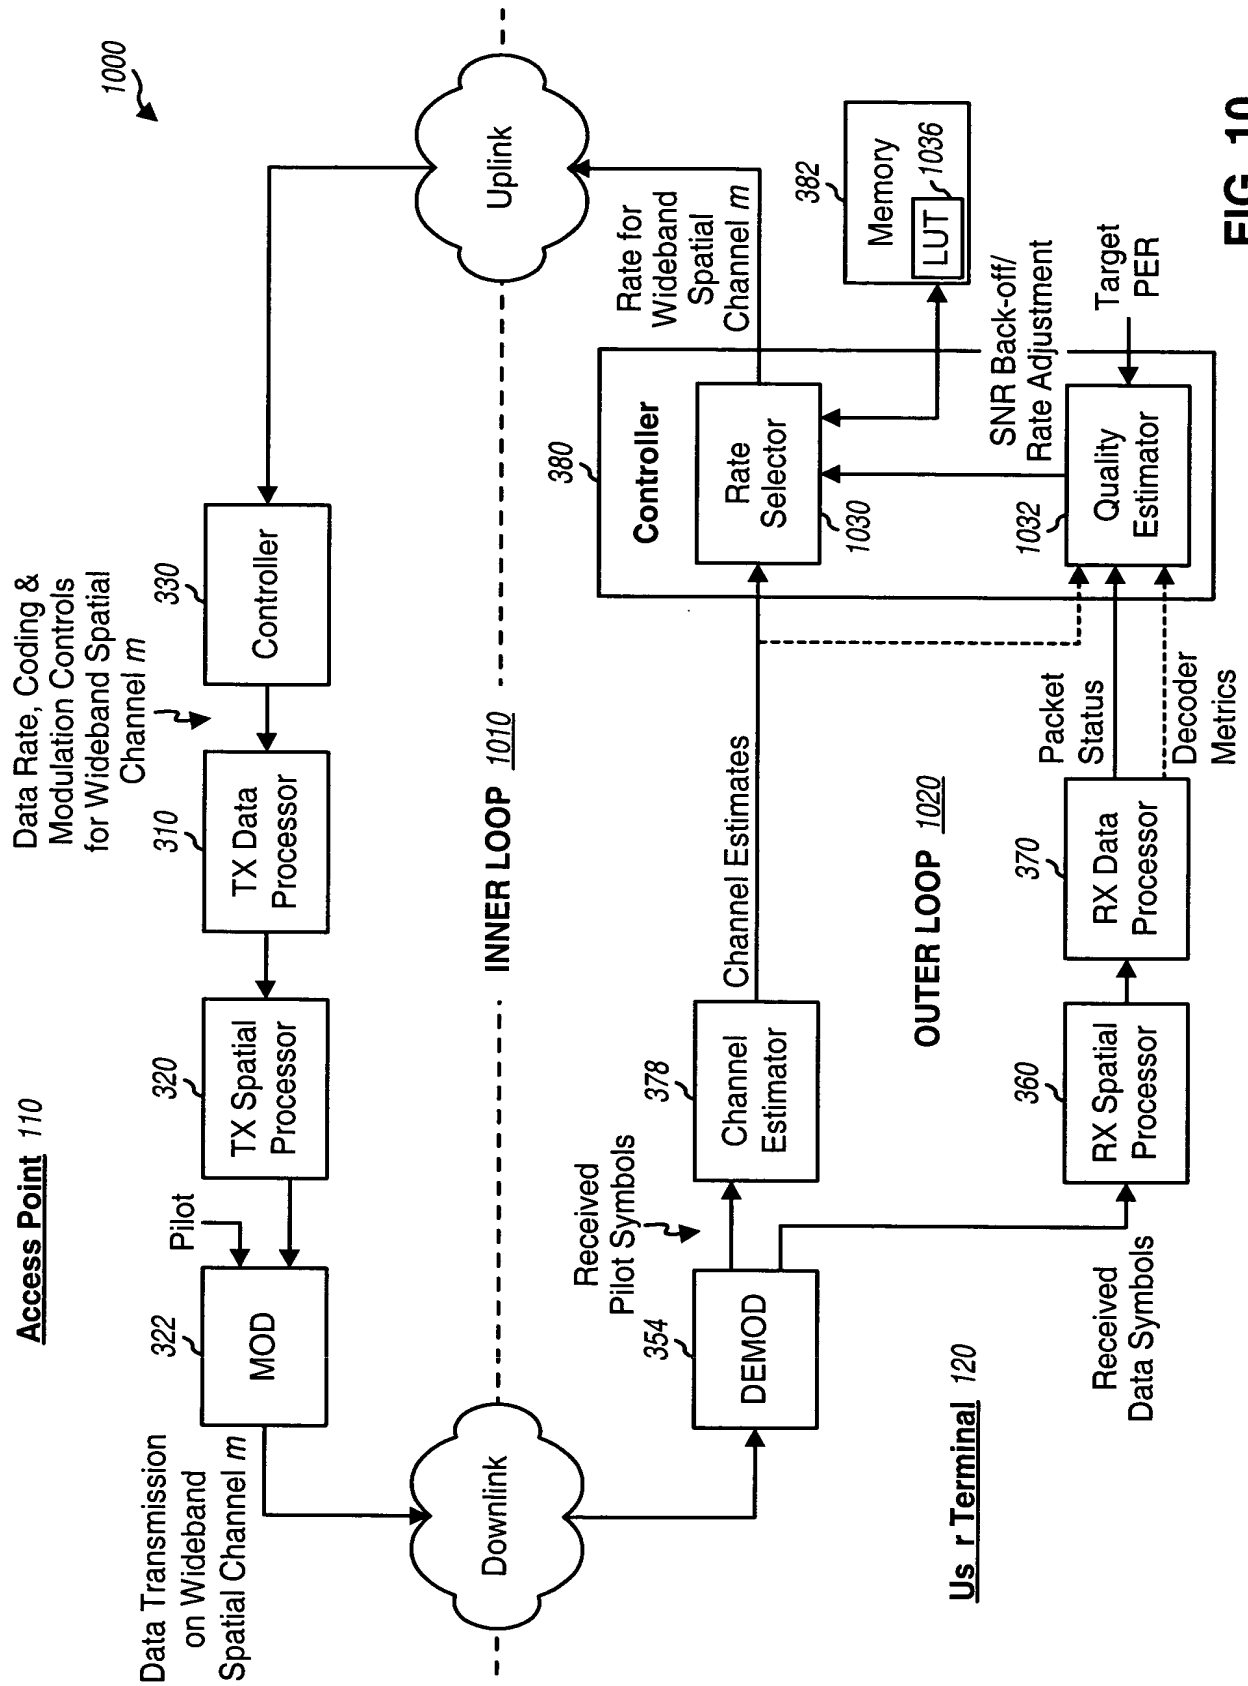 1000
Access Point 110
Data Transmission
on Wideband
Spatial Channel m
322
MOD
Pilot
320
TX Spatial
Processor
310
TX Data
Processor
Data Rate, Coding &
Modulation Controls
for Wideband Spatial
Channel m
330
Controller
Downlink
INNER LOOP 1010
Uplink
354
DEMOD
Received
Pilot Symbols
378
Channel
Estimator
Channel Estimates
380
Controller
Rate
Selector
1030
Rate for
Wideband
Spatial
Channel m
382
Memory
LUT
1036
OUTER LOOP 1020
SNR Back-off/
Rate Adjustment
Us r Terminal 120
Received
Data Symbols
360
RX Spatial
Processor
370
RX Data
Processor
Packet
Status
Decoder
Metrics
1032
Quality
Estimator
Target
PER
FIG. 10